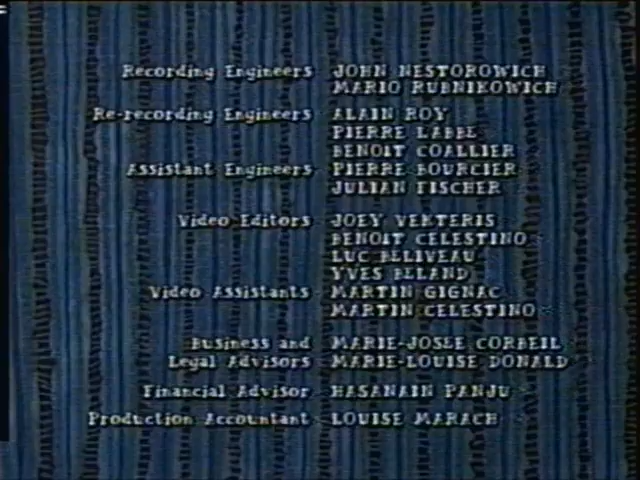 Recording Engineers JOHN NESTOROWICH
MARIO RUBNIKOWICH
Re-recording Engineers ALAIN ROY
PIERRE LABBE
BENOIT COALLIER
Assistant Engineers PIERRE BOURCIER
JULIAN FISCHER
Video Editors JOEY VEKTERIS
BENOIT CELESTINO
LUC BELIVEAU
YVES BELAND
Video Assistants MARTIN GIGNAC
MARTIN CELESTINO
Business and MARIE-JOSEE CORBEIL
Legal Advisors MARIE-LOUISE DONALD
Financial Advisor HASANAIN PANJU
Production Accountant LOUISE MARACH